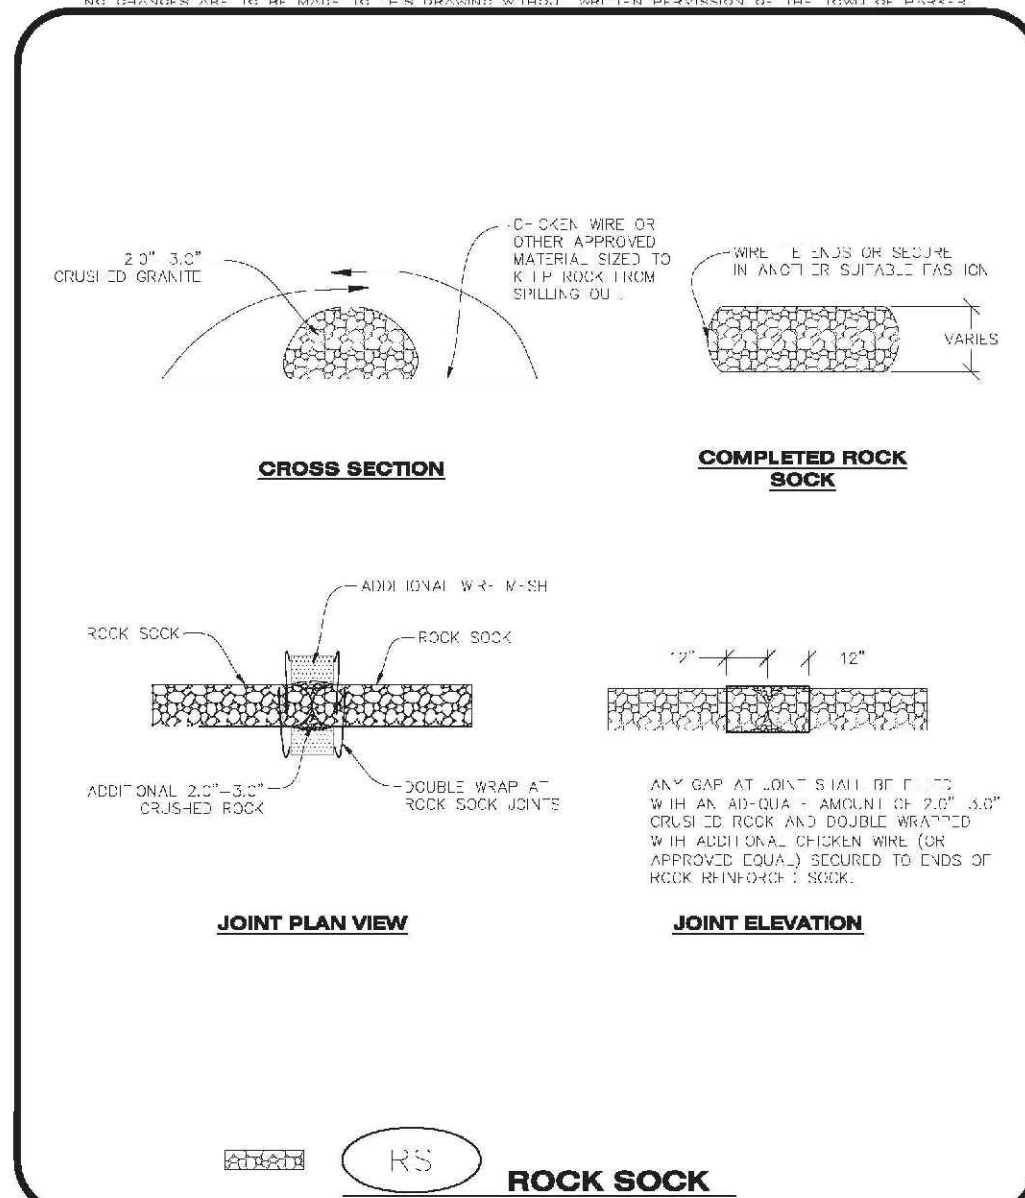 NO CHANGES ARE TO BE MADE TO THIS DRAWING WITHOUT WRITTEN PERMISSION OF THE TOWN OF PARKER
2.0" 3.0"
CRUSHED GRANITE
CHICKEN WIRE OR
OTHER APPROVED
MATERIAL SIZED TO
KEEP ROCK FROM
SPILLING OUT.
WIRE TIE ENDS OR SECURE
IN ANOTHER SUITABLE FASHION
VARIES
CROSS SECTION
COMPLETED ROCK
SOCK
ADDITIONAL WIRE MESH
ROCK SOCK
ROCK SOCK
ADDITIONAL 2.0"-3.0"
CRUSHED ROCK
DOUBLE WRAP AT
ROCK SOCK JOINTS
12"
12"
ANY GAP AT JOINT SHALL BE FILLED
WITH AN ADEQUATE AMOUNT OF 2.0" 3.0"
CRUSHED ROCK AND DOUBLE WRAPPED
WITH ADDITIONAL CHICKEN WIRE (OR
APPROVED EQUAL) SECURED TO ENDS OF
ROCK REINFORCED SOCK.
JOINT PLAN VIEW
JOINT ELEVATION
RS
ROCK SOCK